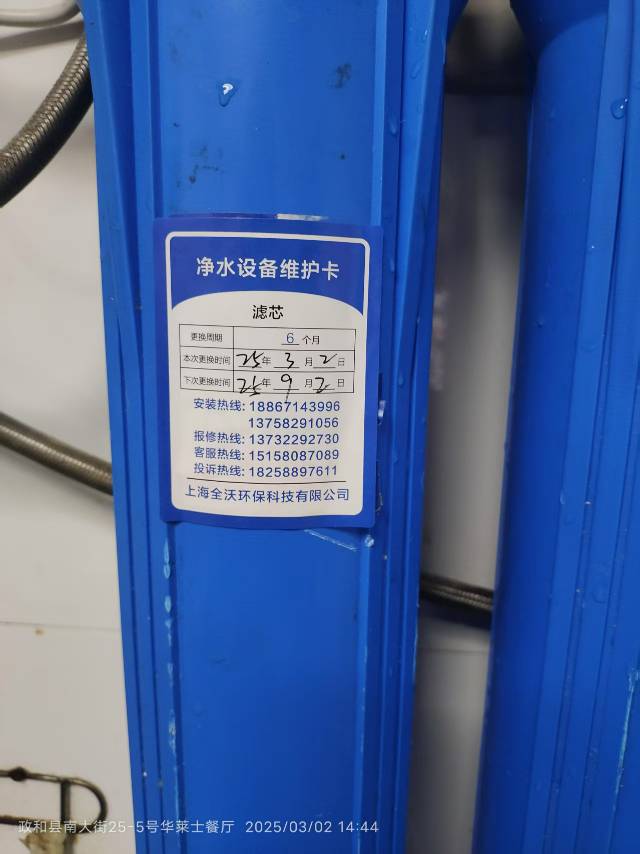 净水设备维护卡
滤芯
更换周期 6 个月
本次更换时间 25年 3月 2日
下次更换时间 25年 9月 2日
安装热线: 18867143996
13758291056
报修热线: 13732292730
客服热线: 15158087089
投诉热线: 18258897611
上海全沃环保科技有限公司
政和县南大街25-5号华莱士餐厅 2025/03/02 14:44